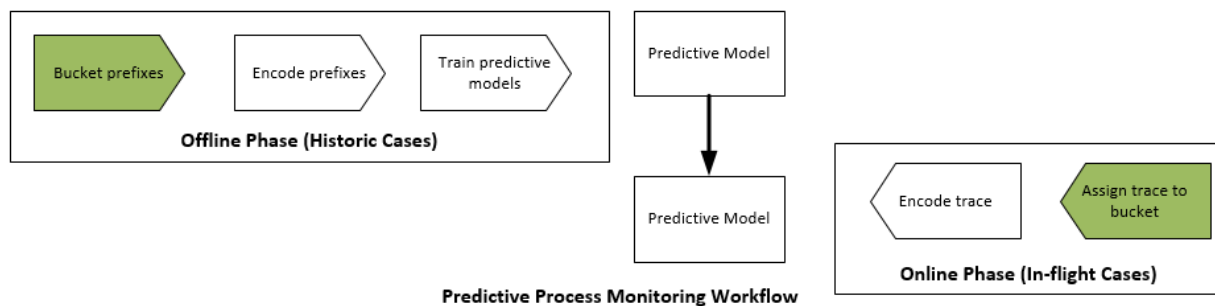 Bucket prefixes
Encode prefixes
Train predictive
models
Offline Phase (Historic Cases)
Predictive Model
Predictive Model
Encode trace
Assign trace to
bucket
Online Phase (In-flight Cases)
Predictive Process Monitoring Workflow